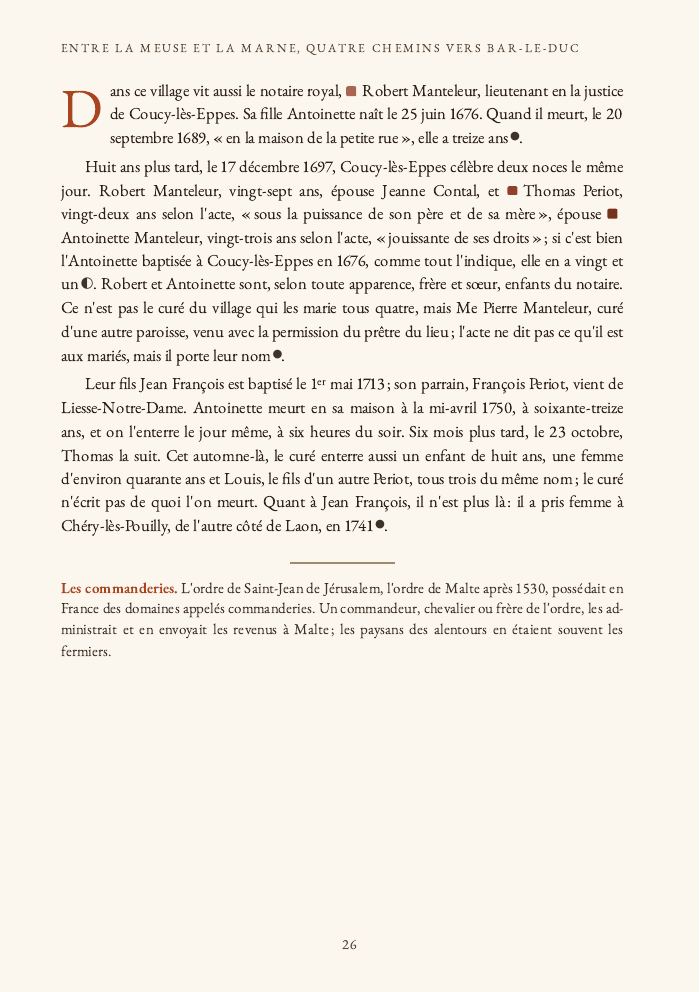 ENTRE LA MEUSE ET LA MARNE, QUATRE CHEMINS VERS BAR-LE-DUC
Dans ce village vit aussi le notaire royal, Robert Manteleur, lieutenant en la justice
de Coucy-lès-Eppes. Sa fille Antoinette naît le 25 juin 1676. Quand il meurt, le 20
septembre 1689, « en la maison de la petite rue », elle a treize ans●.
Huit ans plus tard, le 17 décembre 1697, Coucy-lès-Eppes célèbre deux noces le même
jour. Robert Manteleur, vingt-sept ans, épouse Jeanne Contal, et Thomas Periot,
vingt-deux ans selon l'acte, « sous la puissance de son père et de sa mère », épouse
Antoinette Manteleur, vingt-trois ans selon l'acte, « jouissante de ses droits » ; si c'est bien
l'Antoinette baptisée à Coucy-lès-Eppes en 1676, comme tout l'indique, elle en a vingt et
un◐. Robert et Antoinette sont, selon toute apparence, frère et sœur, enfants du notaire.
Ce n'est pas le curé du village qui les marie tous quatre, mais Me Pierre Manteleur, curé
d'une autre paroisse, venu avec la permission du prêtre du lieu ; l'acte ne dit pas ce qu'il est
aux mariés, mais il porte leur nom●.
Leur fils Jean François est baptisé le 1er mai 1713 ; son parrain, François Periot, vient de
Liesse-Notre-Dame. Antoinette meurt en sa maison à la mi-avril 1750, à soixante-treize
ans, et on l'enterre le jour même, à six heures du soir. Six mois plus tard, le 23 octobre,
Thomas la suit. Cet automne-là, le curé enterre aussi un enfant de huit ans, une femme
d'environ quarante ans et Louis, le fils d'un autre Periot, tous trois du même nom ; le curé
n'écrit pas de quoi l'on meurt. Quant à Jean François, il n'est plus là : il a pris femme à
Chéry-lès-Pouilly, de l'autre côté de Laon, en 1741●.
Les commanderies. L'ordre de Saint-Jean de Jérusalem, l'ordre de Malte après 1530, possédait en
France des domaines appelés commanderies. Un commandeur, chevalier ou frère de l'ordre, les ad-
ministrait et en envoyait les revenus à Malte ; les paysans des alentours en étaient souvent les
fermiers.
26